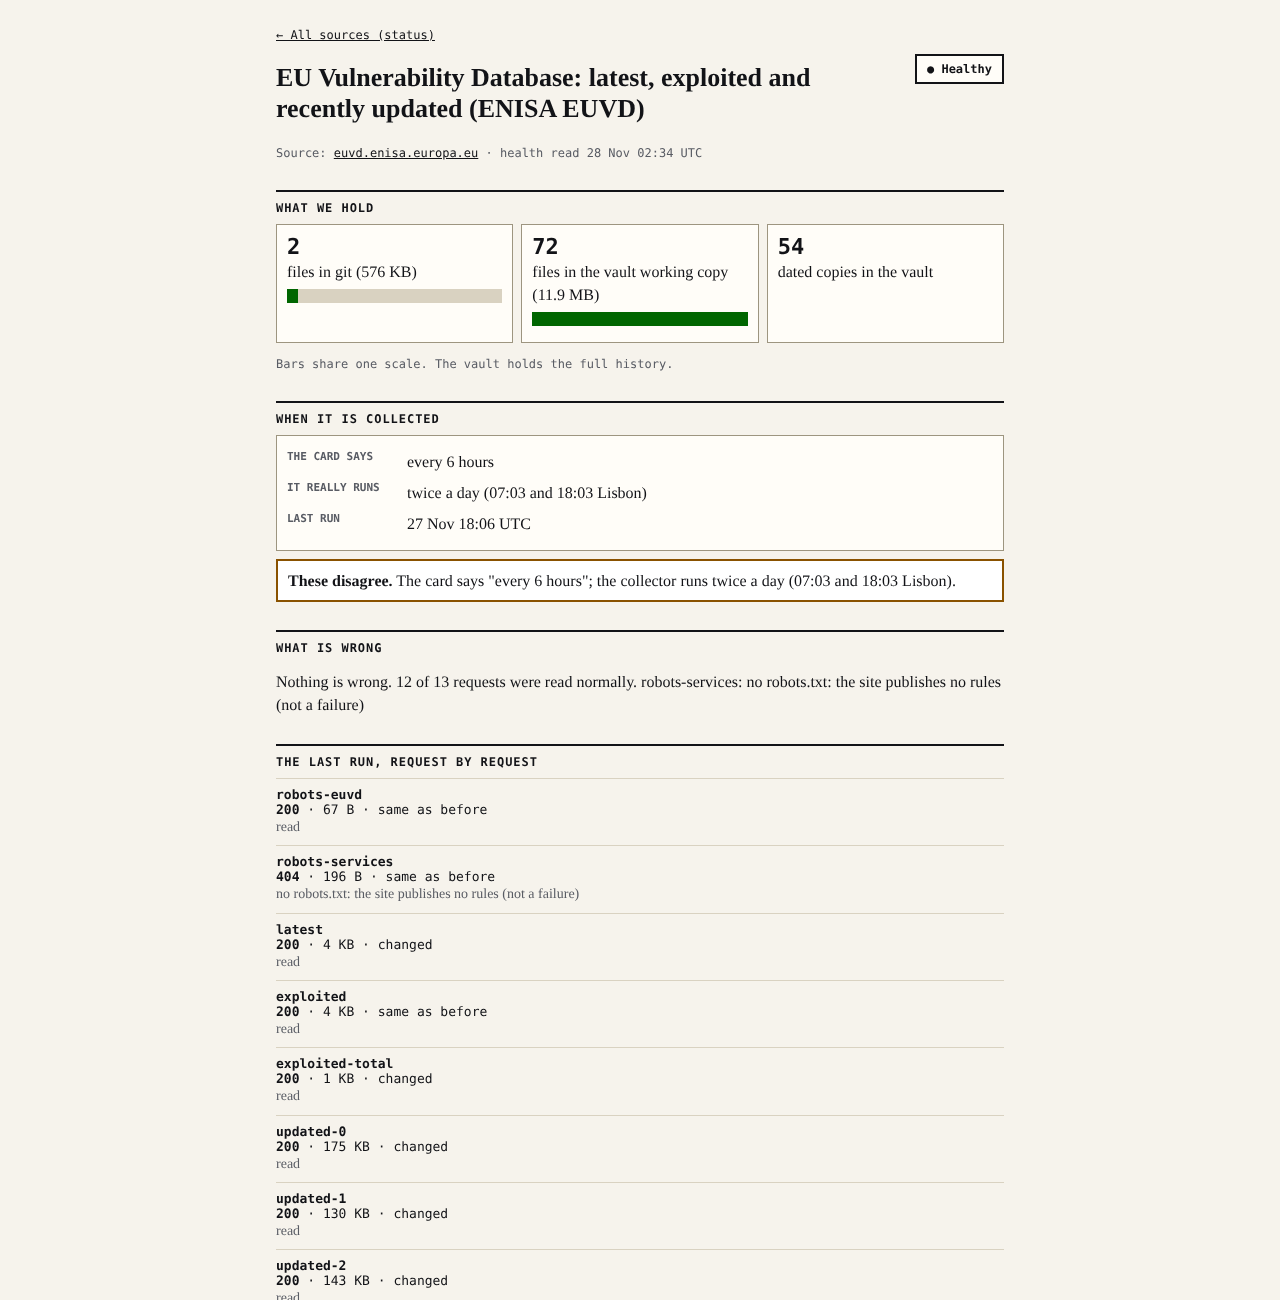 ← All sources (status)
EU Vulnerability Database: latest, exploited and
recently updated (ENISA EUVD)
● Healthy
Source: euvd.enisa.europa.eu · health read 28 Nov 02:34 UTC
WHAT WE HOLD
2
files in git (576 KB)
72
files in the vault working copy
(11.9 MB)
54
dated copies in the vault
Bars share one scale. The vault holds the full history.
WHEN IT IS COLLECTED
THE CARD SAYS
every 6 hours
IT REALLY RUNS
twice a day (07:03 and 18:03 Lisbon)
LAST RUN
27 Nov 18:06 UTC
These disagree. The card says "every 6 hours"; the collector runs twice a day (07:03 and 18:03 Lisbon).
WHAT IS WRONG
Nothing is wrong. 12 of 13 requests were read normally. robots-services: no robots.txt: the site publishes no rules
(not a failure)
THE LAST RUN, REQUEST BY REQUEST
robots-euvd
200 · 67 B · same as before
read
robots-services
404 · 196 B · same as before
no robots.txt: the site publishes no rules (not a failure)
latest
200 · 4 KB · changed
read
exploited
200 · 4 KB · same as before
read
exploited-total
200 · 1 KB · changed
read
updated-0
200 · 175 KB · changed
read
updated-1
200 · 130 KB · changed
read
updated-2
200 · 143 KB · changed
read